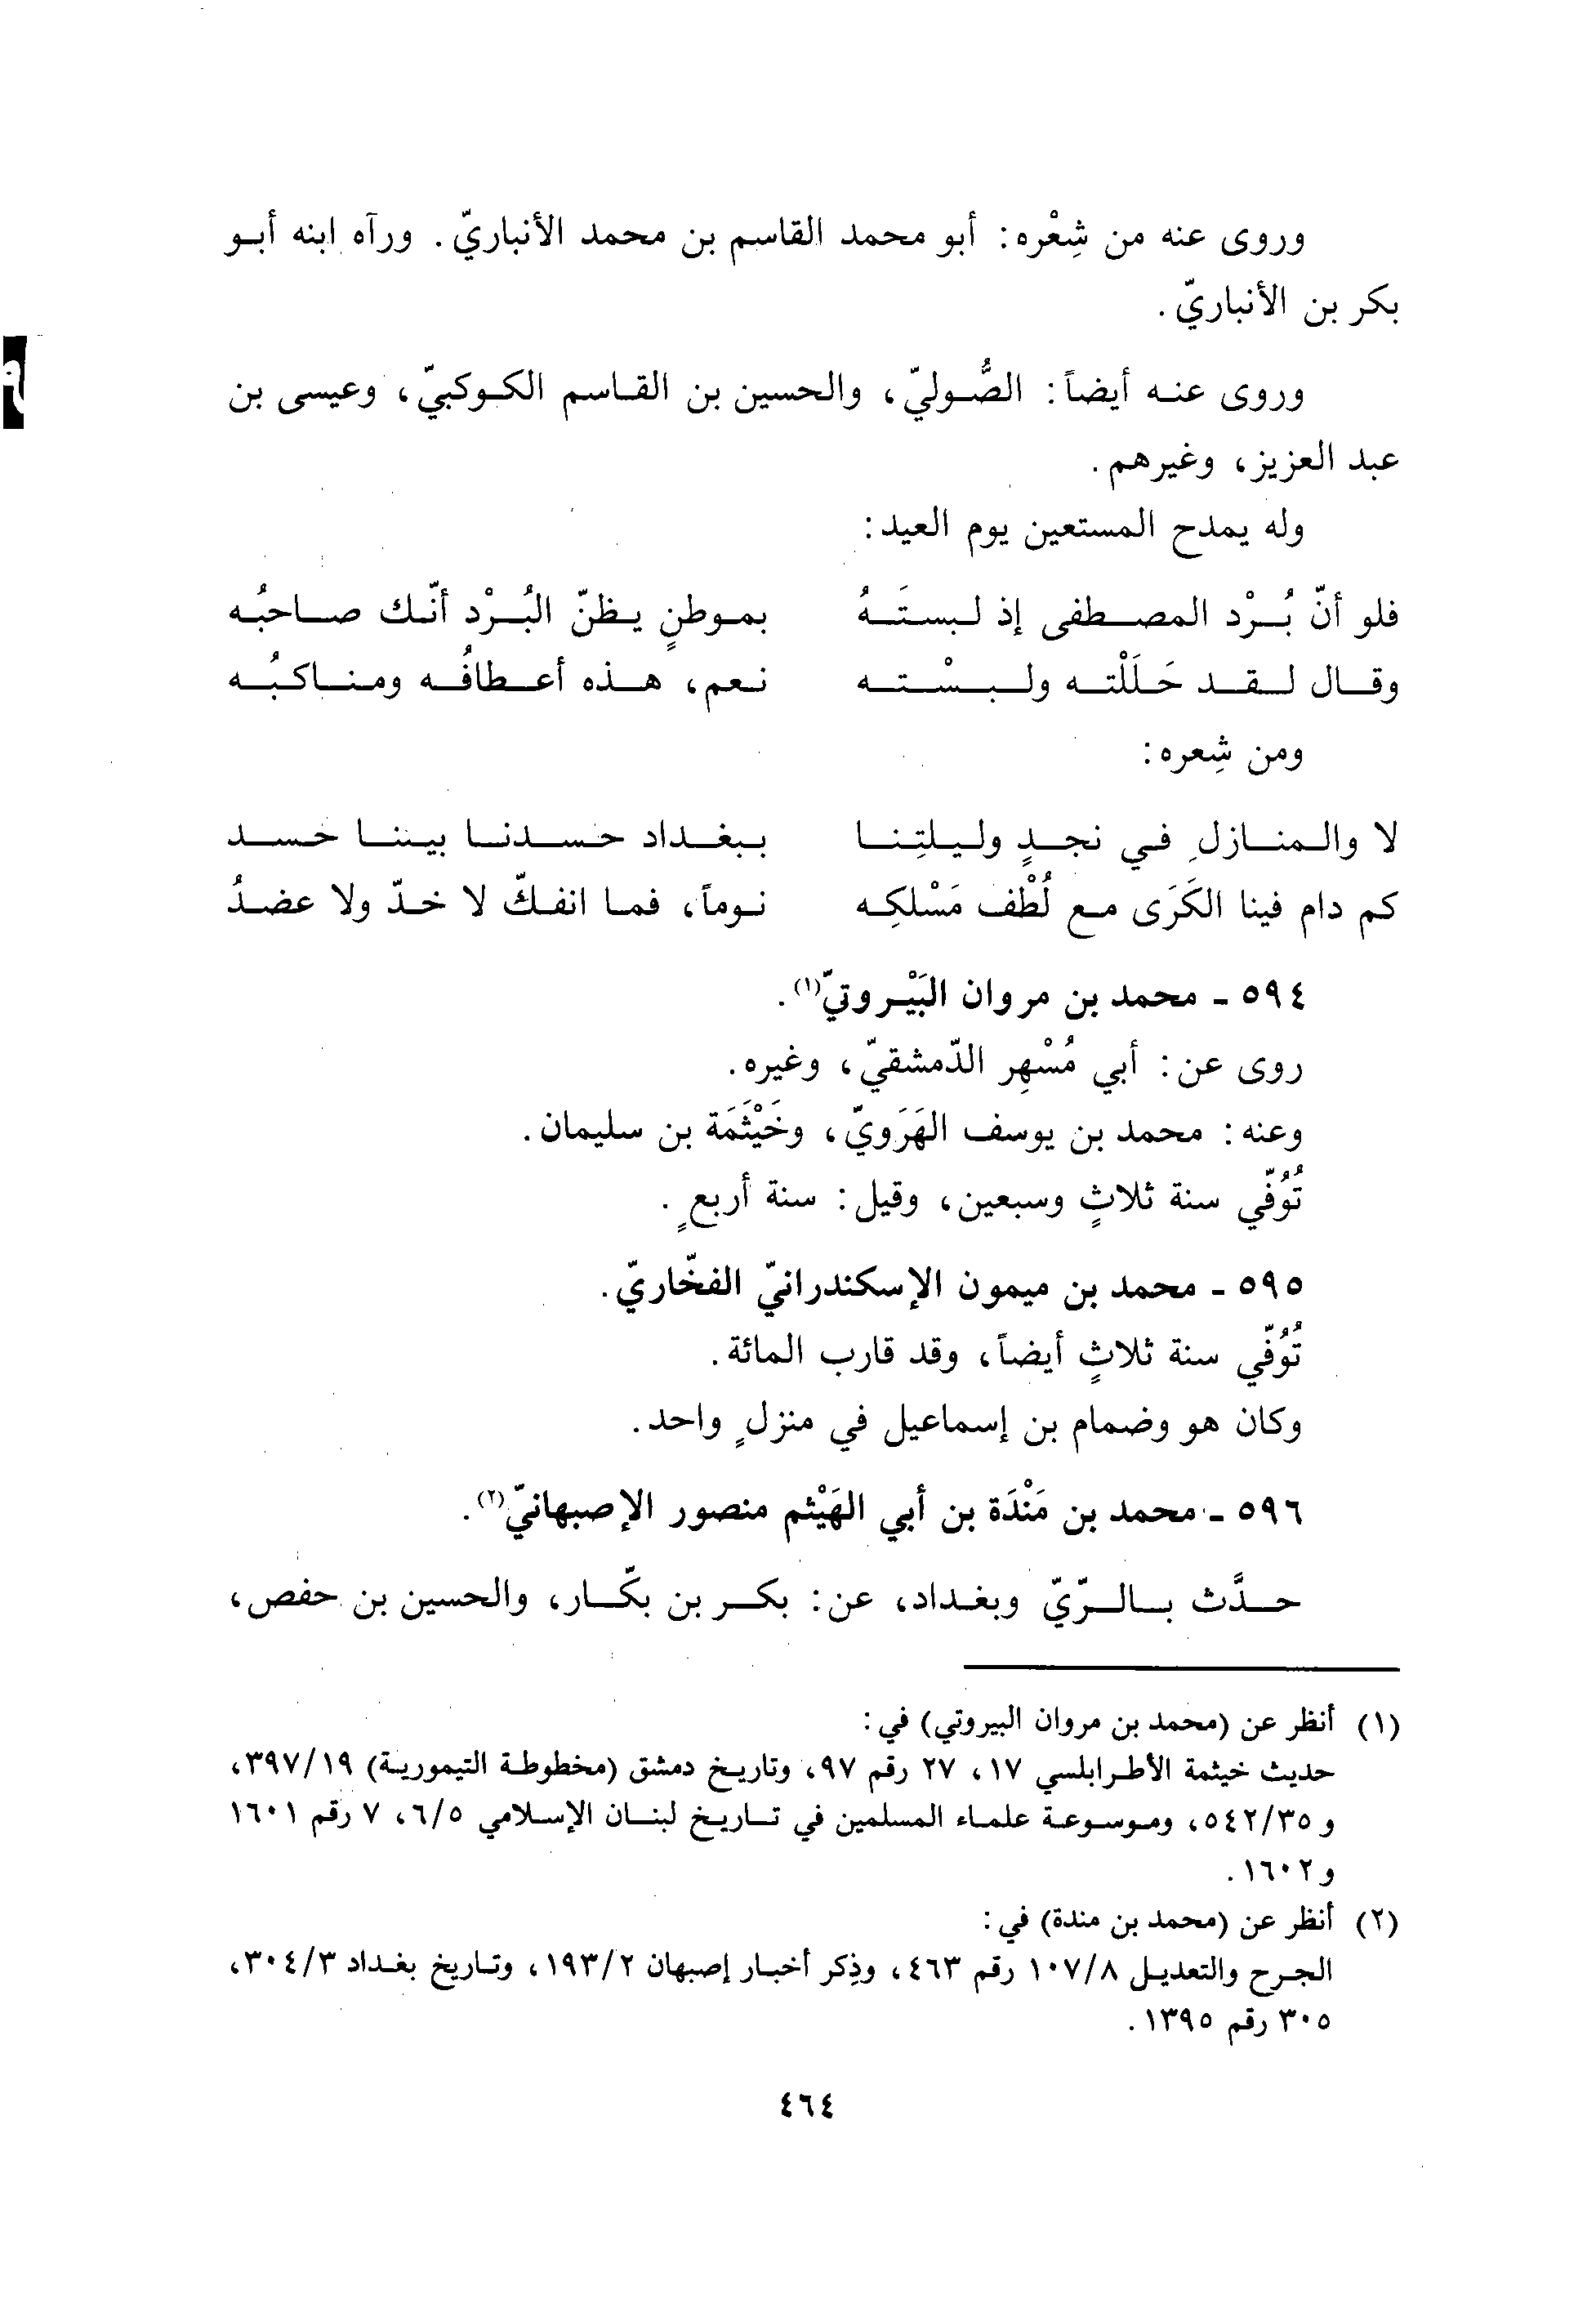 وروى عنه من شِعْره: أبو محمد القاسم بن محمد الأنباريّ. ورآه ابنه أبو
بكر بن الأنباريّ.
وروى عنه أيضاً: الصُّوليّ، والحسين بن القاسم الكوكبيّ، وعيسى بن
عبد العزيز، وغيرهم.
وله يمدح المستعين يوم العيد:
فلو أنّ بُرْد المصطفى إذ لبستَهُ بموطنٍ يظنّ البُرْد أنّك صاحبُه
وقال لقد حَلَلْته ولبسْته نعم، هذه أعطافُه ومناكبُه
ومن شِعره:
لا والمنازلِ في نجدٍ وليلتِنا ببغداد حسدنا بيننا حسد
كم دام فينا الكَرَى مع لُطْف مَسْلكِه نوماً، فما انفكّ لا خدّ ولا عضدُ
٥٩٤ - محمد بن مروان البَيْروتيّ(١).
روى عن: أبي مُسْهِر الدّمشقيّ، وغيره.
وعنه: محمد بن يوسف الهَرَويّ، وخَيْثَمَة بن سليمان.
تُوُفّي سنة ثلاثٍ وسبعين، وقيل: سنة أربعٍ.
٥٩٥ - محمد بن ميمون الإسكندرانيّ الفخّاريّ.
تُوُفّي سنة ثلاثٍ أيضاً، وقد قارب المائة.
وكان هو وضمام بن إسماعيل في منزلٍ واحد.
٥٩٦ - محمد بن مَنْدَة بن أبي الهَيْثم منصور الإصبهانيّ(٢).
حدَّث بالرّيّ وبغداد، عن: بكر بن بكّار، والحسين بن حفص،
(١) أنظر عن (محمد بن مروان البيروتي) في:
حديث خيثمة الأطرابلسي ١٧، ٢٧ رقم ٩٧، وتاريخ دمشق (مخطوطة التيمورية) ٣٩٧/١٩،
و ٥٤٢/٣٥، وموسوعة علماء المسلمين في تاريخ لبنان الإسلامي ٦/٥، ٧ رقم ١٦٠١
و١٦٠٢.
(٢) أنظر عن (محمد بن مندة) في:
الجرح والتعديل ١٠٧/٨ رقم ٤٦٣، وذِكر أخبار إصبهان ١٩٣/٢، وتاريخ بغداد ٣٠٤/٣،
٣٠٥ رقم ١٣٩٥.
٤٦٤